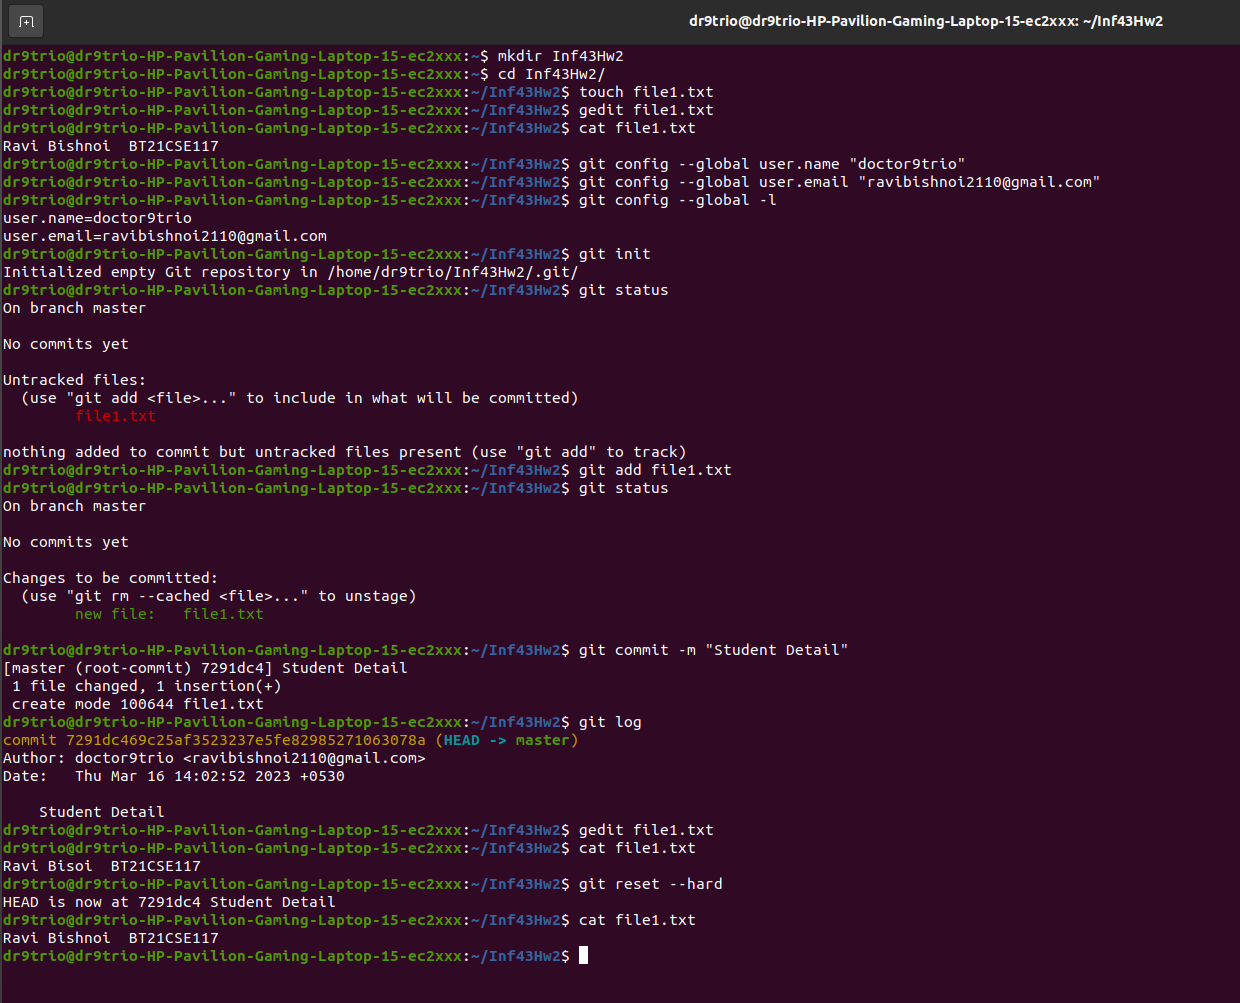 dr9trio@dr9trio-HP-Pavilion-Gaming-Laptop-15-ec2xxx: ~/Inf43Hw2
dr9trio@dr9trio-HP-Pavilion-Gaming-Laptop-15-ec2xxx:~$ mkdir Inf43Hw2
dr9trio@dr9trio-HP-Pavilion-Gaming-Laptop-15-ec2xxx:~$ cd Inf43Hw2/
dr9trio@dr9trio-HP-Pavilion-Gaming-Laptop-15-ec2xxx:~/Inf43Hw2$ touch file1.txt
dr9trio@dr9trio-HP-Pavilion-Gaming-Laptop-15-ec2xxx:~/Inf43Hw2$ gedit file1.txt
dr9trio@dr9trio-HP-Pavilion-Gaming-Laptop-15-ec2xxx:~/Inf43Hw2$ cat file1.txt
Ravi Bishnoi  BT21CSE117
dr9trio@dr9trio-HP-Pavilion-Gaming-Laptop-15-ec2xxx:~/Inf43Hw2$ git config --global user.name "doctor9trio"
dr9trio@dr9trio-HP-Pavilion-Gaming-Laptop-15-ec2xxx:~/Inf43Hw2$ git config --global user.email "ravibishnoi2110@gmail.com"
dr9trio@dr9trio-HP-Pavilion-Gaming-Laptop-15-ec2xxx:~/Inf43Hw2$ git config --global -l
user.name=doctor9trio
user.email=ravibishnoi2110@gmail.com
dr9trio@dr9trio-HP-Pavilion-Gaming-Laptop-15-ec2xxx:~/Inf43Hw2$ git init
Initialized empty Git repository in /home/dr9trio/Inf43Hw2/.git/
dr9trio@dr9trio-HP-Pavilion-Gaming-Laptop-15-ec2xxx:~/Inf43Hw2$ git status
On branch master
No commits yet
Untracked files:
  (use "git add <file>..." to include in what will be committed)
        file1.txt
nothing added to commit but untracked files present (use "git add" to track)
dr9trio@dr9trio-HP-Pavilion-Gaming-Laptop-15-ec2xxx:~/Inf43Hw2$ git add file1.txt
dr9trio@dr9trio-HP-Pavilion-Gaming-Laptop-15-ec2xxx:~/Inf43Hw2$ git status
On branch master
No commits yet
Changes to be committed:
  (use "git rm --cached <file>..." to unstage)
        new file:   file1.txt
dr9trio@dr9trio-HP-Pavilion-Gaming-Laptop-15-ec2xxx:~/Inf43Hw2$ git commit -m "Student Detail"
[master (root-commit) 7291dc4] Student Detail
 1 file changed, 1 insertion(+)
 create mode 100644 file1.txt
dr9trio@dr9trio-HP-Pavilion-Gaming-Laptop-15-ec2xxx:~/Inf43Hw2$ git log
commit 7291dc469c25af3523237e5fe82985271063078a (HEAD -> master)
Author: doctor9trio <ravibishnoi2110@gmail.com>
Date:   Thu Mar 16 14:02:52 2023 +0530
    Student Detail
dr9trio@dr9trio-HP-Pavilion-Gaming-Laptop-15-ec2xxx:~/Inf43Hw2$ gedit file1.txt
dr9trio@dr9trio-HP-Pavilion-Gaming-Laptop-15-ec2xxx:~/Inf43Hw2$ cat file1.txt
Ravi Bisoi  BT21CSE117
dr9trio@dr9trio-HP-Pavilion-Gaming-Laptop-15-ec2xxx:~/Inf43Hw2$ git reset --hard
HEAD is now at 7291dc4 Student Detail
dr9trio@dr9trio-HP-Pavilion-Gaming-Laptop-15-ec2xxx:~/Inf43Hw2$ cat file1.txt
Ravi Bishnoi  BT21CSE117
dr9trio@dr9trio-HP-Pavilion-Gaming-Laptop-15-ec2xxx:~/Inf43Hw2$